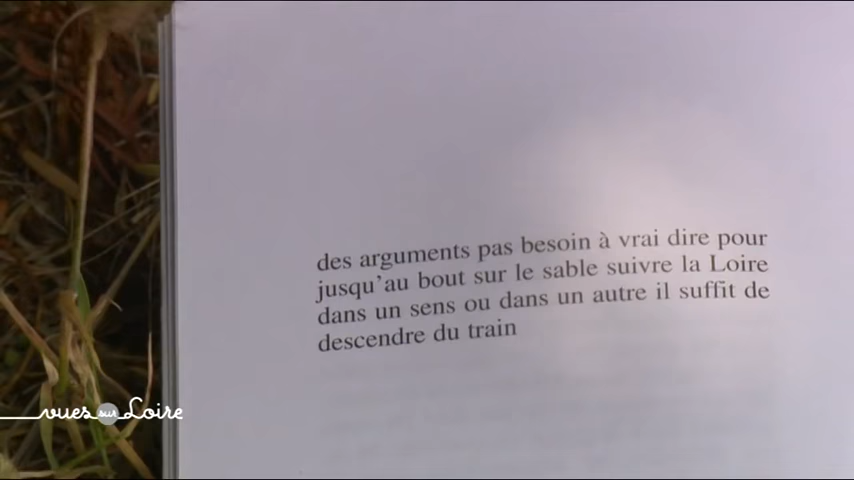 des arguments pas besoin à vrai dire pour
jusqu'au bout sur le sable suivre la Loire
dans un sens ou dans un autre il suffit de
descendre du train
vues sur Loire